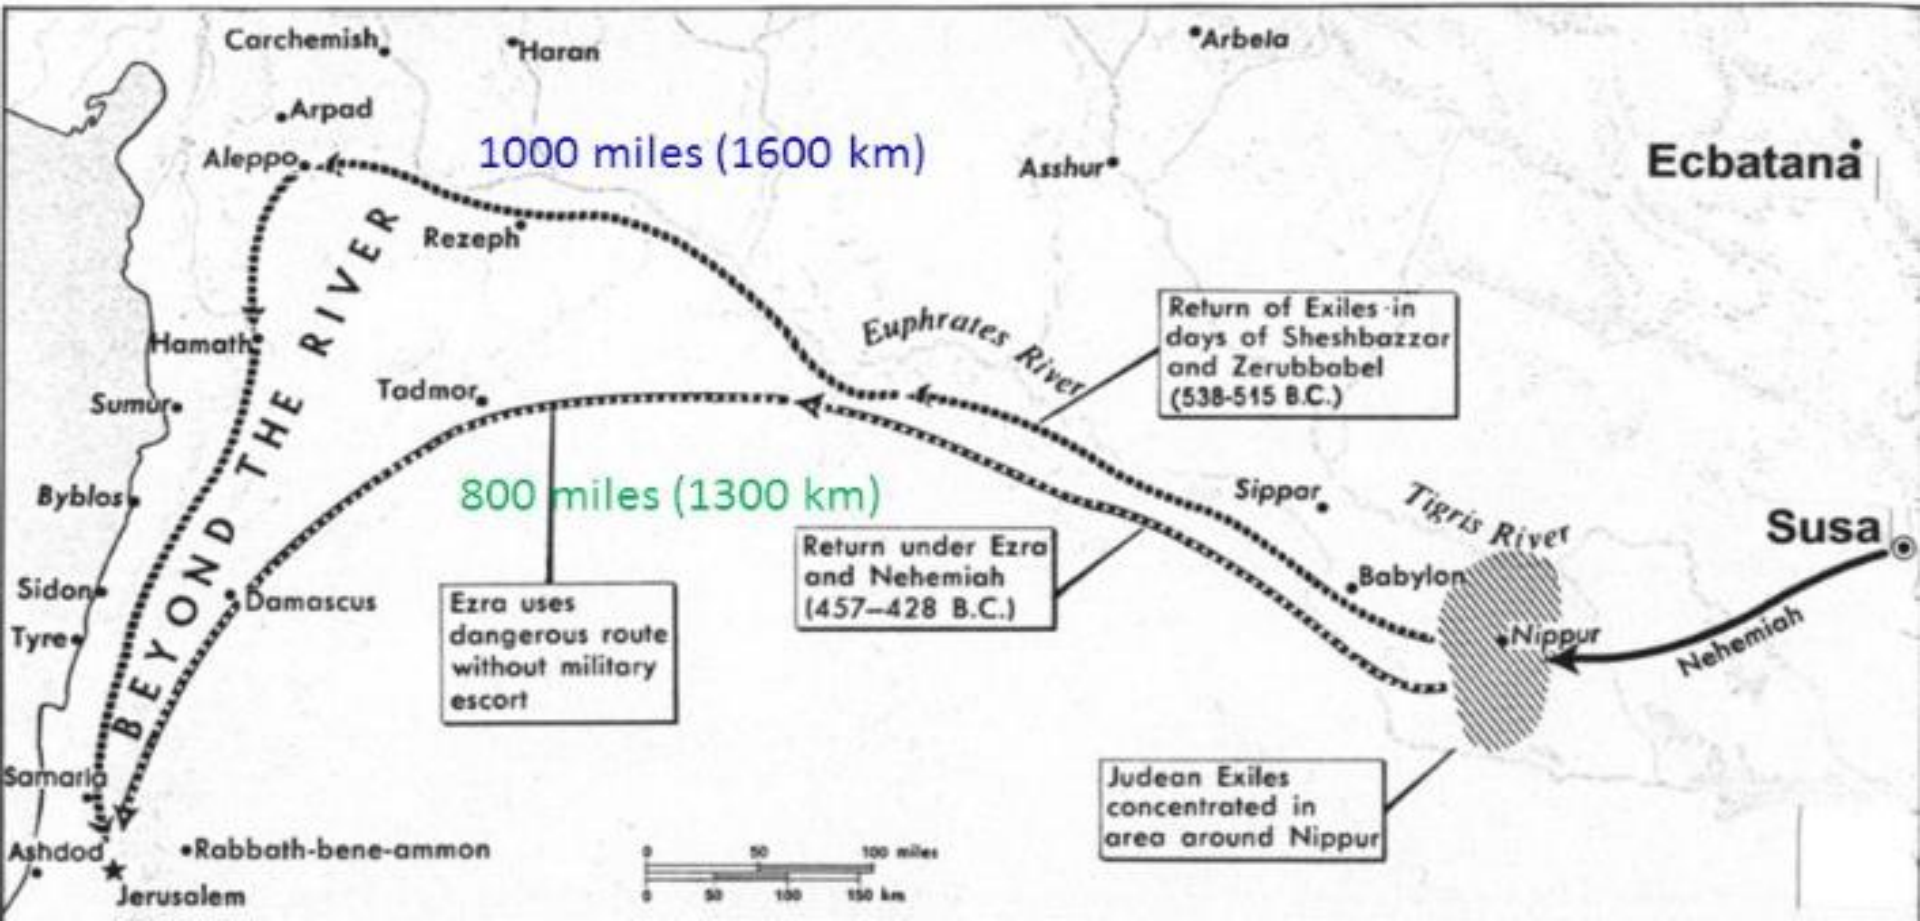 Carchemish
Haran
Arbela
Arpad
Aleppo
1000 miles (1600 km)
Asshur
Ecbatana
Rezeph
BEYOND THE RIVER
Euphrates River
Return of Exiles in
days of Sheshbazzar
and Zerubbabel
(538-515 B.C.)
Hamath
Tadmor
Sumur
Byblos
800 miles (1300 km)
Sippar
Tigris River
Susa
Return under Ezra
and Nehemiah
(457–428 B.C.)
Babylon
Sidon
Damascus
Ezra uses
dangerous route
without military
escort
Tyre
Nippur
Nehemiah
Samaria
Judean Exiles
concentrated in
area around Nippur
Ashdod
Rabbath-bene-ammon
Jerusalem
0 50 100 miles
0 50 100 150 km